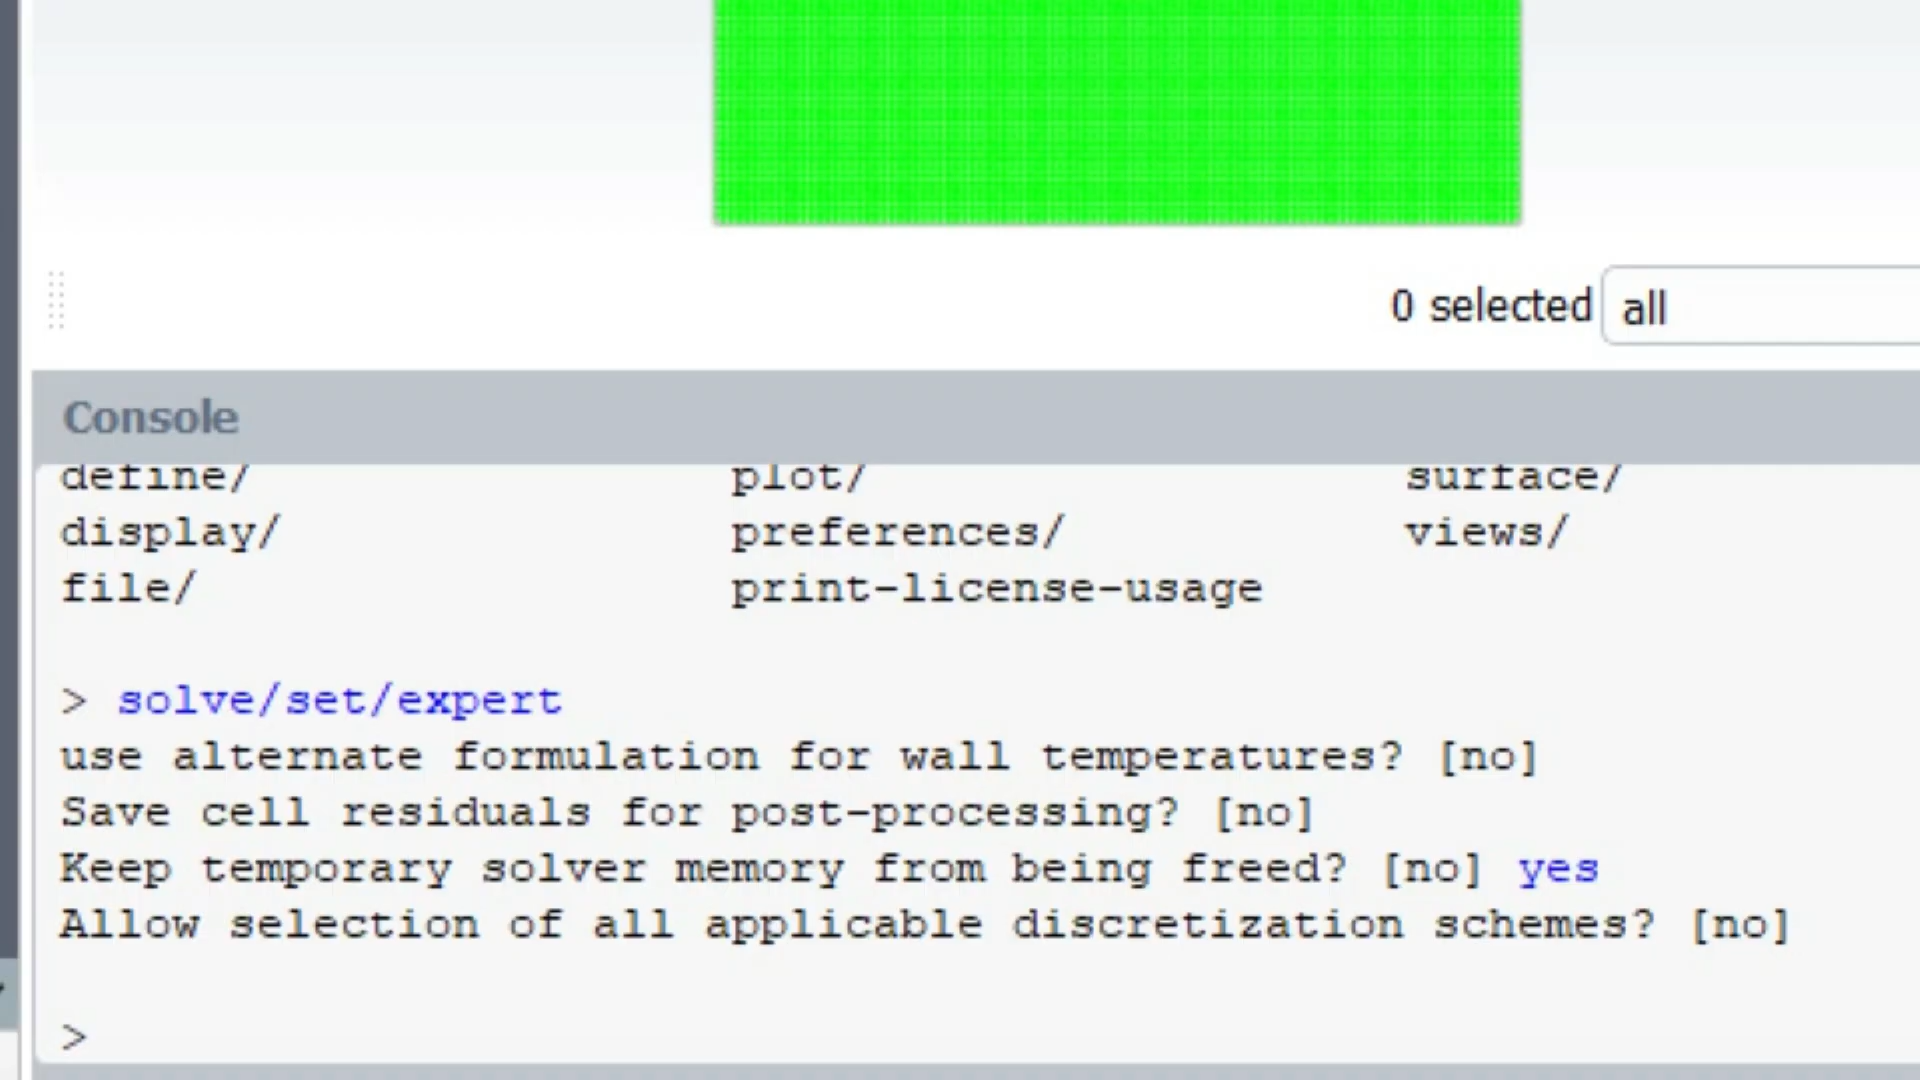 0 selected all
Console
define/ plot/ surface/
display/ preferences/ views/
file/ print-license-usage
> solve/set/expert
use alternate formulation for wall temperatures? [no]
Save cell residuals for post-processing? [no]
Keep temporary solver memory from being freed? [no] yes
Allow selection of all applicable discretization schemes? [no]
>